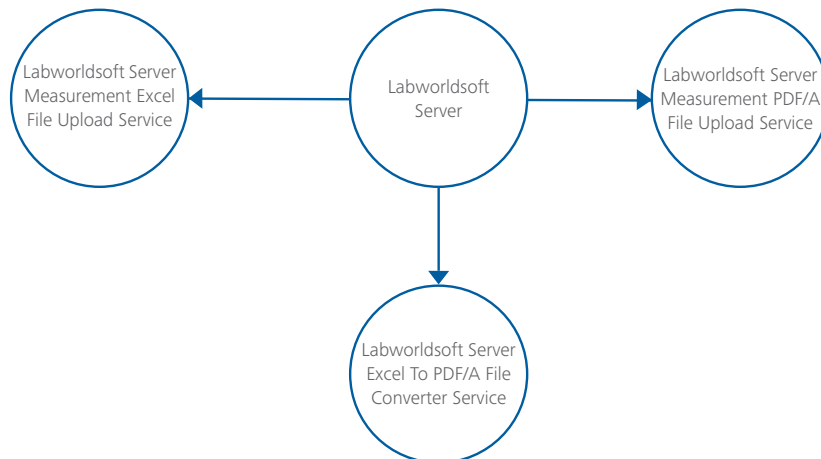 Labworldsoft Server
Measurement Excel
File Upload Service
Labworldsoft
Server
Labworldsoft Server
Measurement PDF/A
File Upload Service
Labworldsoft Server
Excel To PDF/A File
Converter Service